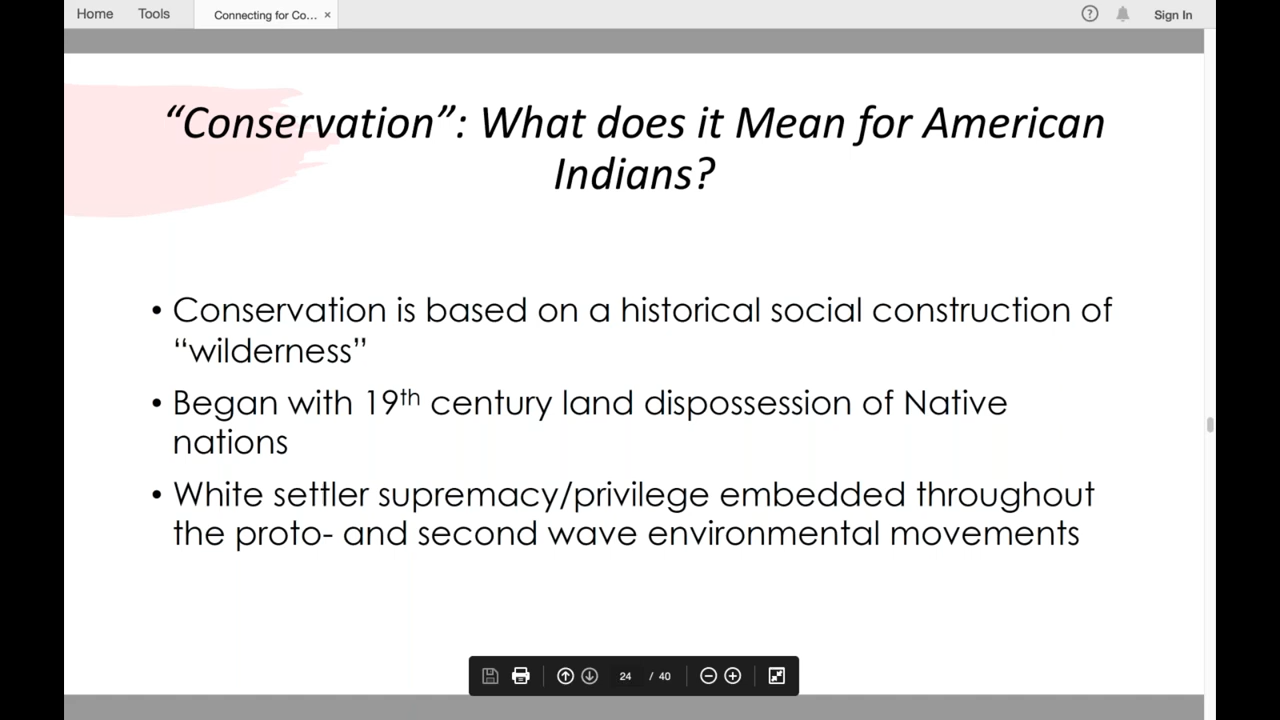 Home Tools Connecting for Co... × ? Sign In
“Conservation”: What does it Mean for American
Indians?
• Conservation is based on a historical social construction of
“wilderness”
• Began with 19th century land dispossession of Native
nations
• White settler supremacy/privilege embedded throughout
the proto- and second wave environmental movements
24 / 40